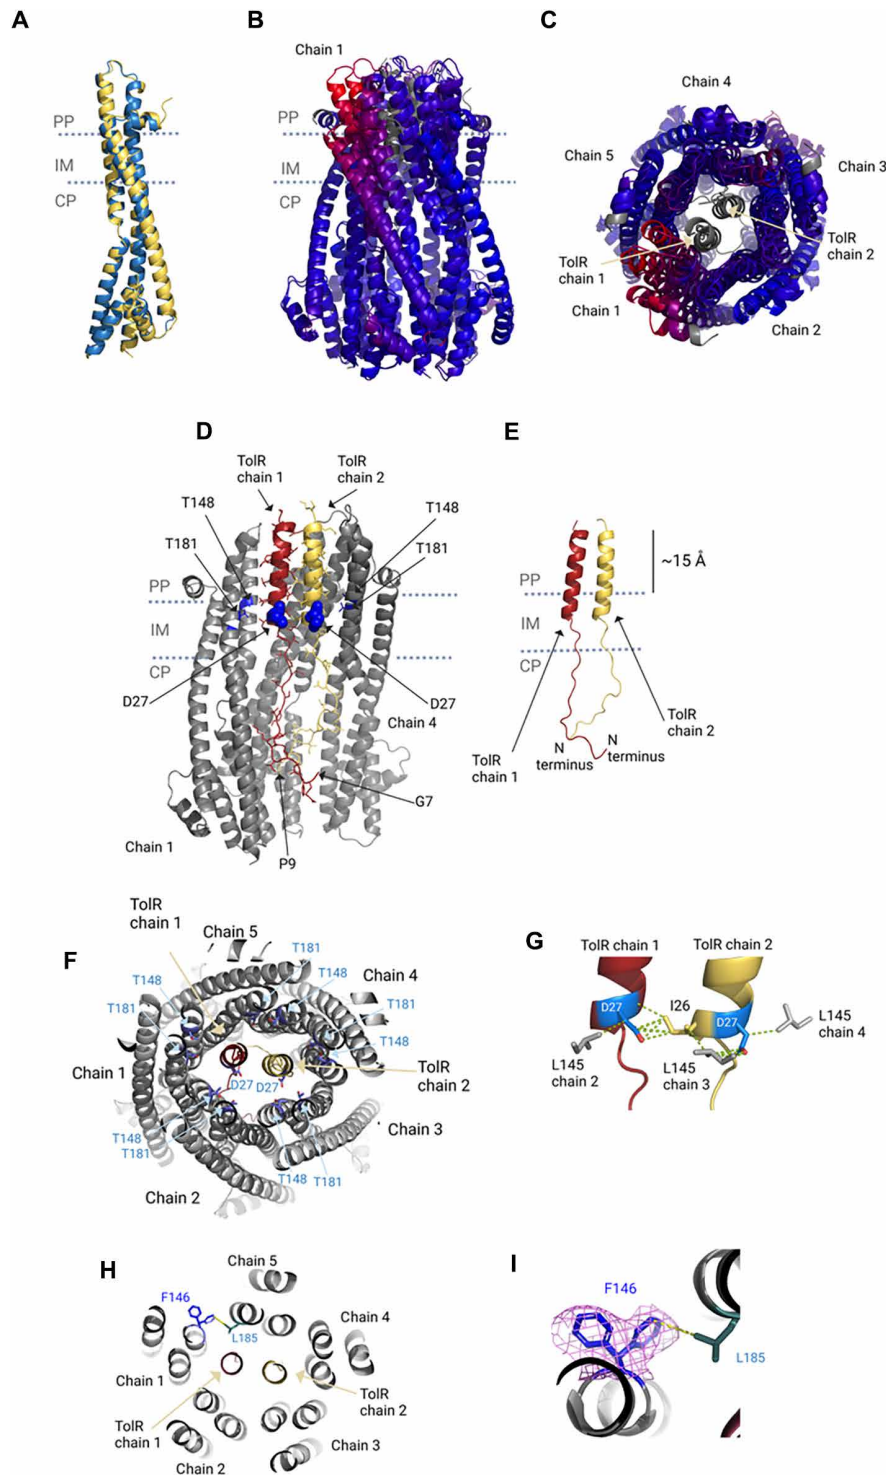 A
B
C
Chain 1
PP
IM
CP
PP
IM
CP
Chain 4
Chain 5
Chain 3
TolR
chain 1
TolR
chain 2
Chain 1
Chain 2
D
E
TolR
chain 1
TolR
chain 2
T148
T181
T148
T181
PP
IM
CP
D27
D27
Chain 4
G7
P9
Chain 1
~15 Å
PP
IM
CP
TolR
chain 1
TolR
chain 2
N
terminus
N
terminus
F
TolR
chain 1
Chain 5
T181
T148
T148
Chain 4
T181
T181
T148
Chain 1
D27
D27
TolR
chain 2
Chain 3
T148
T181
T148
T181
Chain 2
G
TolR chain 1
TolR chain 2
D27
I26
D27
L145
chain 4
L145
chain 2
L145
chain 3
H
Chain 5
F146
L185
Chain 4
Chain 1
TolR
chain 2
TolR
chain 1
Chain 3
Chain 2
I
F146
L185